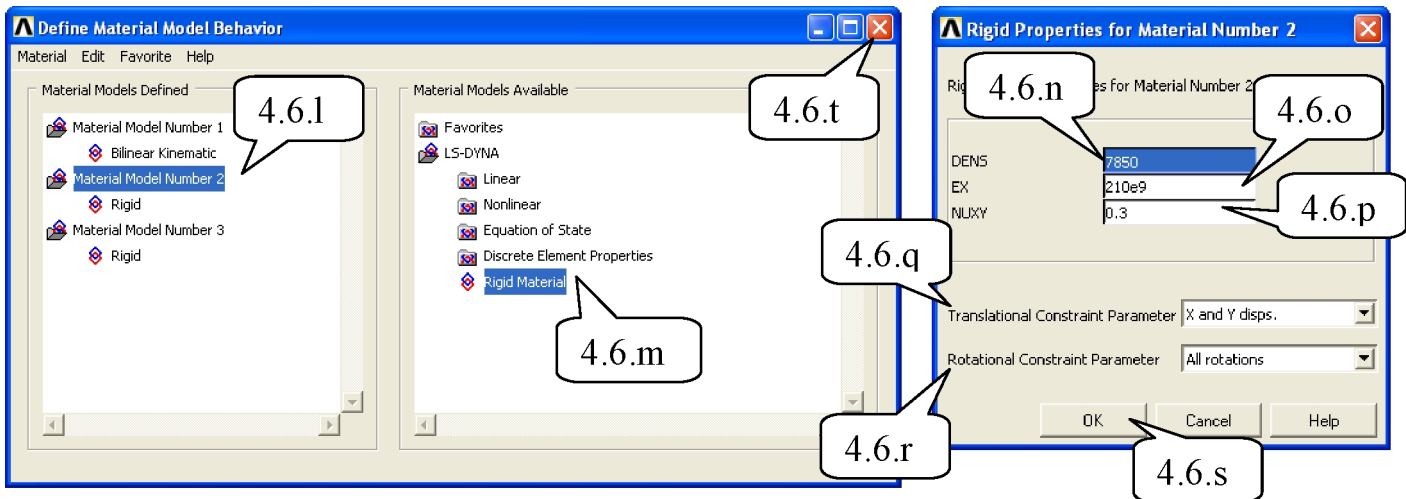 Define Material Model Behavior
Material Edit Favorite Help
Material Models Defined
4.6.l
Material Model Number 1
Bilinear Kinematic
Material Model Number 2
Rigid
Material Model Number 3
Rigid
Material Models Available
4.6.t
Favorites
LS-DYNA
Linear
Nonlinear
Equation of State
Discrete Element Properties
Rigid Material
4.6.m
Rigid Properties for Material Number 2
es for Material Number 2
4.6.n
4.6.o
DENS 7850
EX 210e9
NUXY 0.3
4.6.p
4.6.q
Translational Constraint Parameter X and Y disps.
Rotational Constraint Parameter All rotations
4.6.r
OK Cancel Help
4.6.s